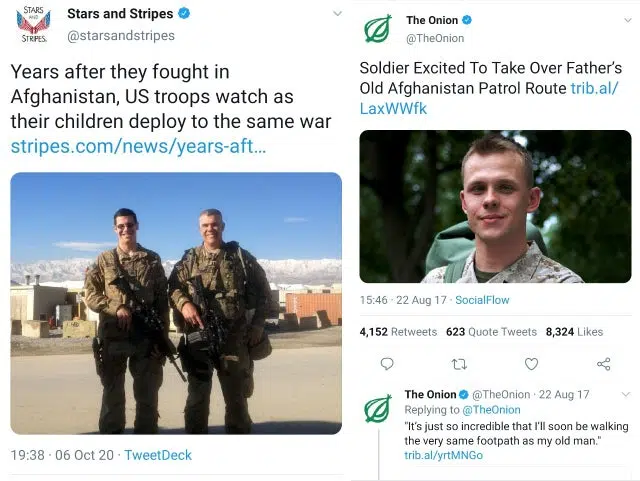 STARS
AND
STRIPES.
Stars and Stripes
@starsandstripes
Years after they fought in
Afghanistan, US troops watch as
their children deploy to the same war
stripes.com/news/years-aft...
19:38 · 06 Oct 20 · TweetDeck
The Onion
@TheOnion
Soldier Excited To Take Over Father's
Old Afghanistan Patrol Route trib.al/
LaxWWfk
15:46 · 22 Aug 17 · SocialFlow
4,152 Retweets 623 Quote Tweets 8,324 Likes
The Onion @TheOnion · 22 Aug 17
Replying to @TheOnion
"It's just so incredible that I'll soon be walking
the very same footpath as my old man."
trib.al/yrtMNGo